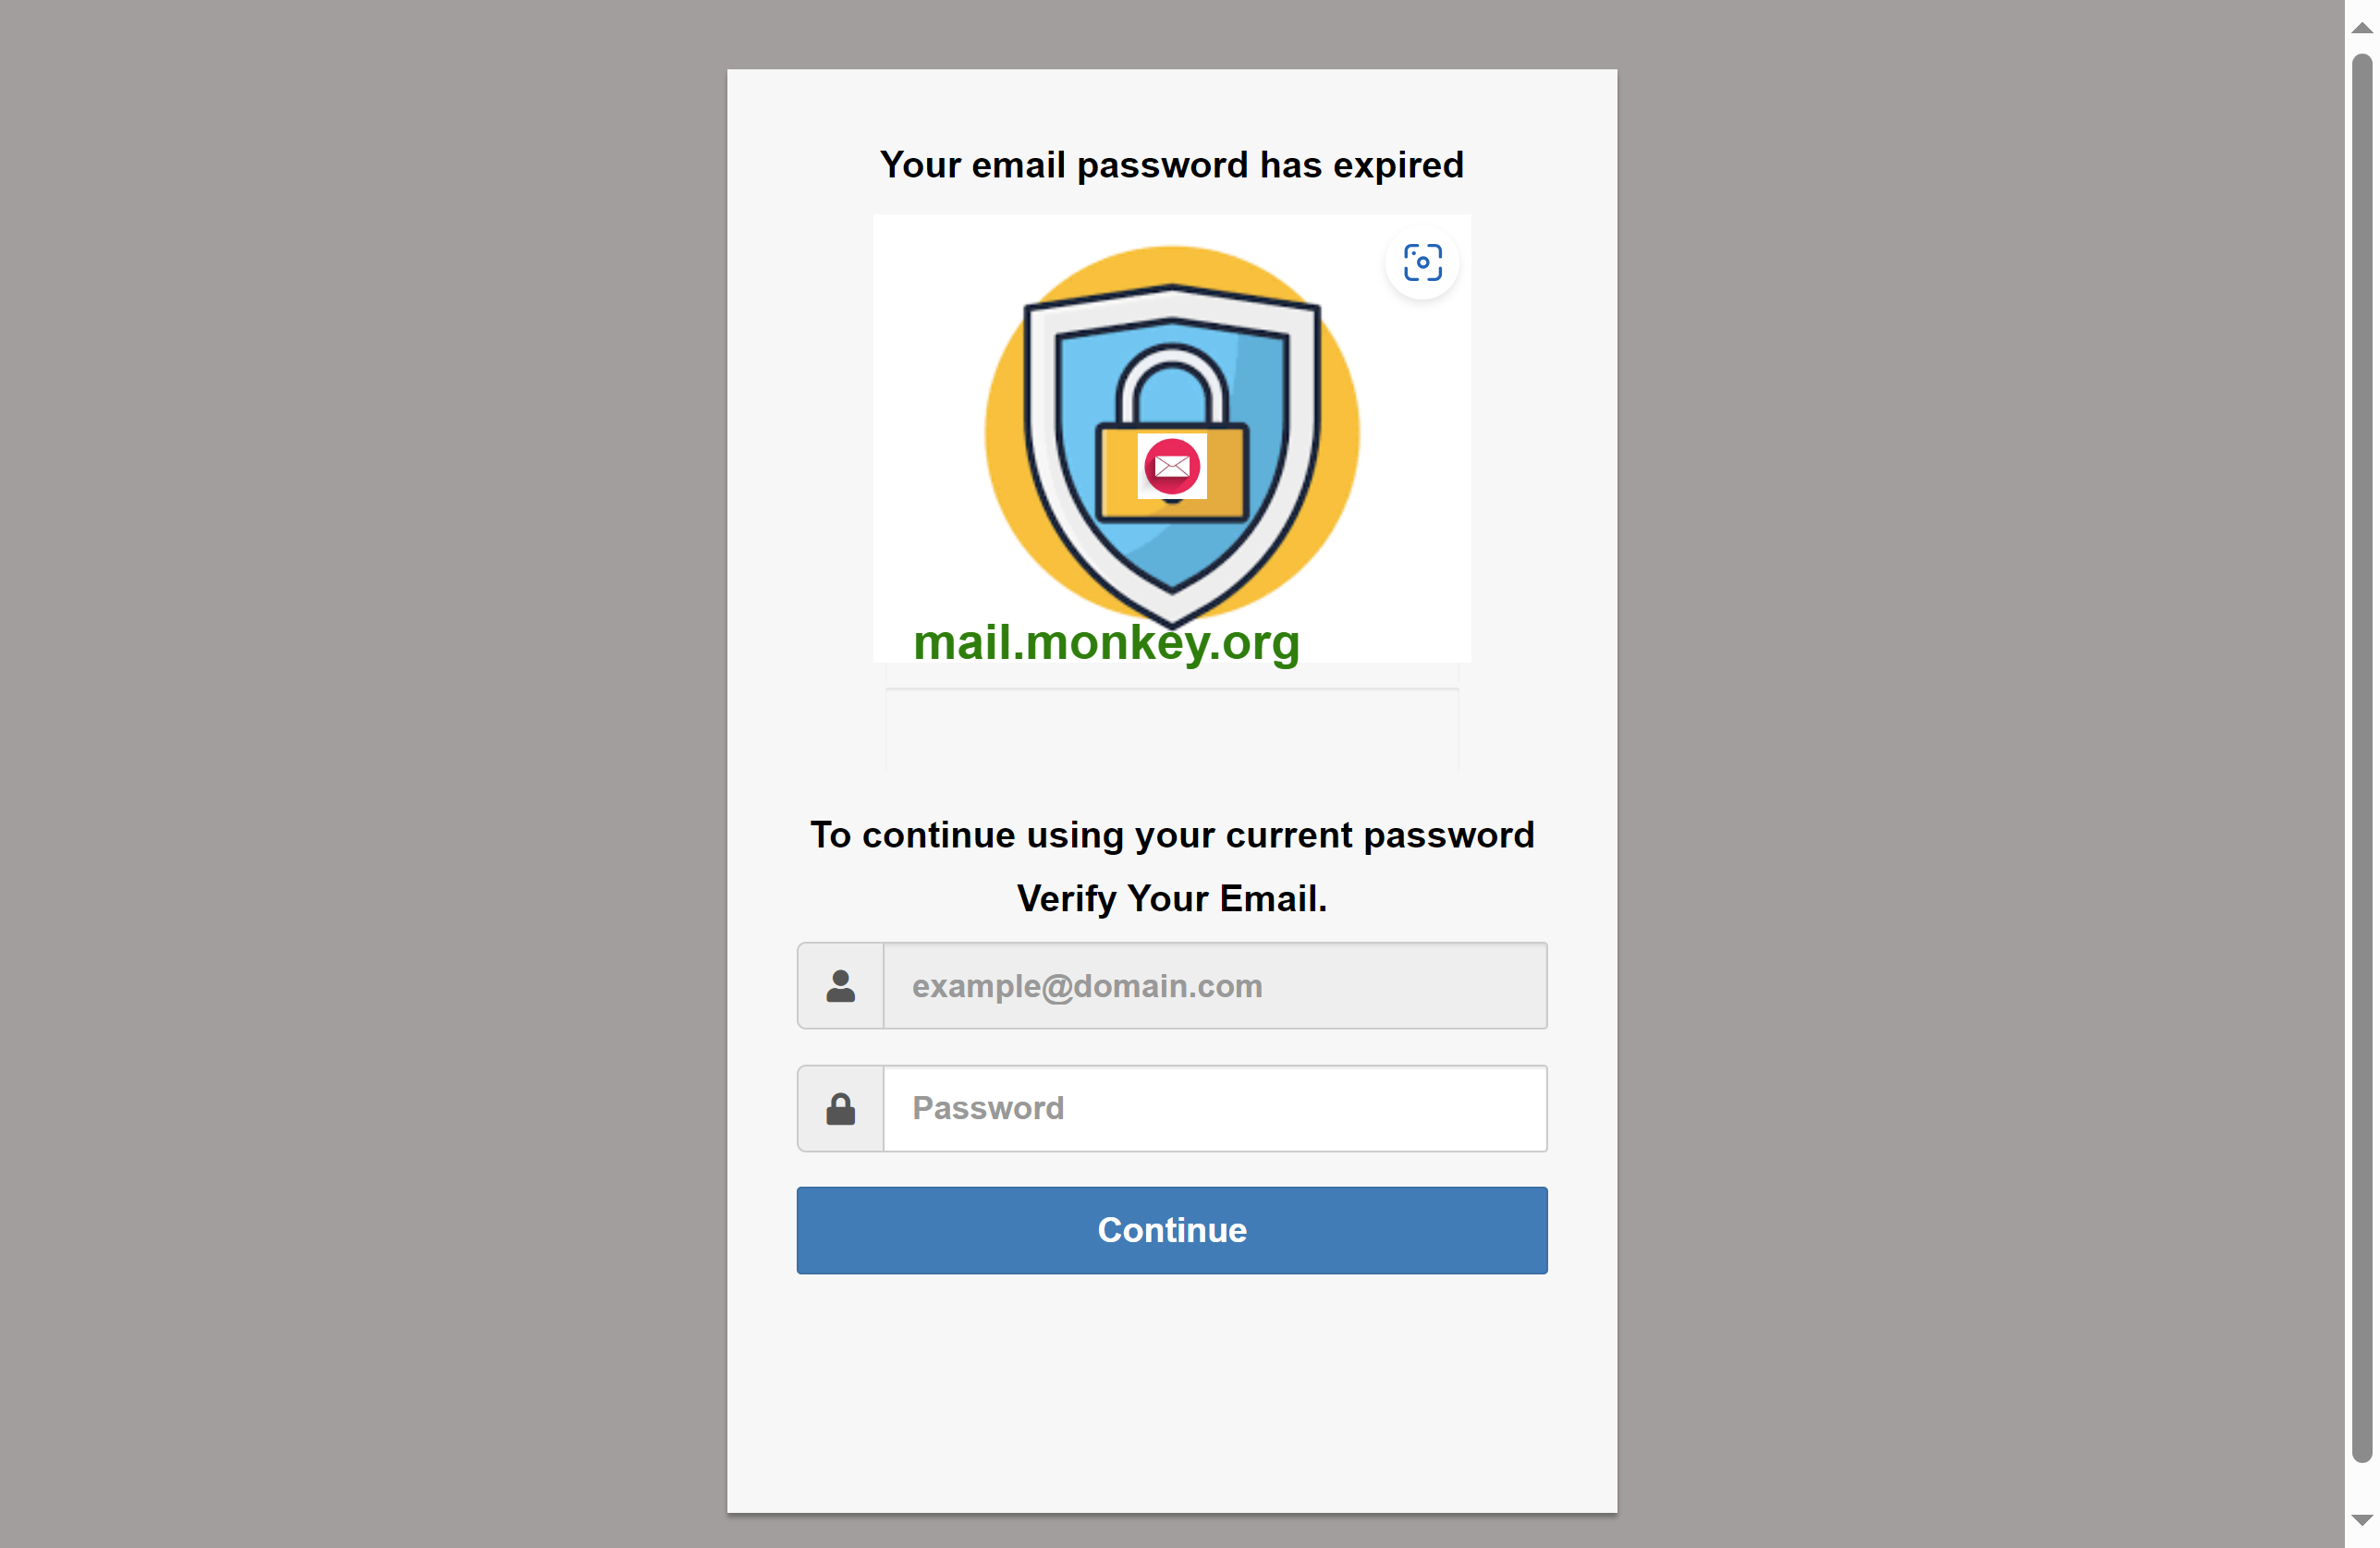 Your email password has expired
mail.monkey.org
To continue using your current password
Verify Your Email.
example@domain.com
Password
Continue